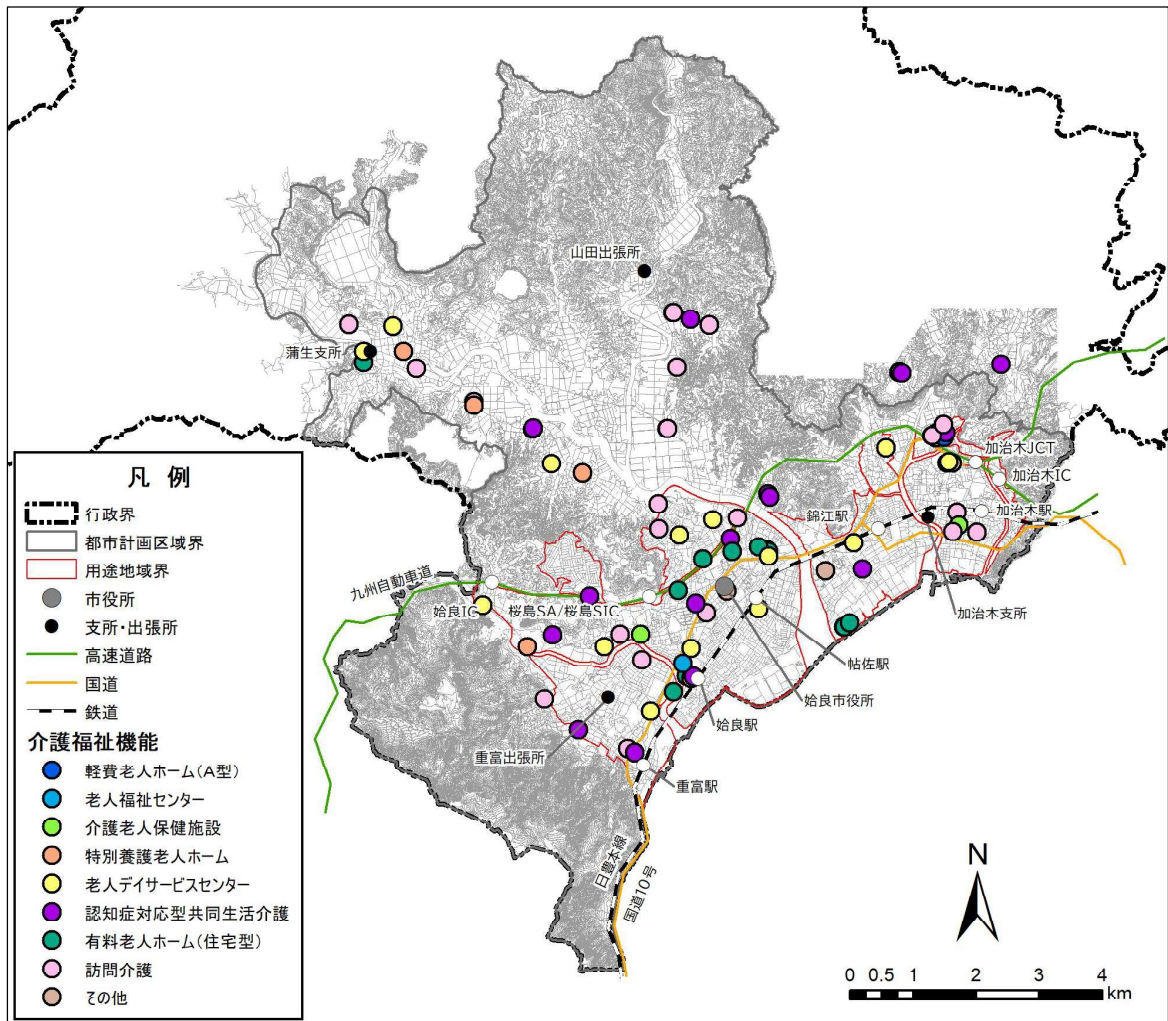 山田出張所
蒲生支所
加治木JCT
加治木IC
加治木駅
錦江駅
九州自動車道
姶良IC
桜島SA/桜島SIC
加治木支所
帖佐駅
姶良市役所
姶良駅
重富出張所
重富駅
日豊本線
国道10号
凡 例
行政界
都市計画区域界
用途地域界
市役所
支所・出張所
高速道路
国道
鉄道
介護福祉機能
軽費老人ホーム(A型)
老人福祉センター
介護老人保健施設
特別養護老人ホーム
老人デイサービスセンター
認知症対応型共同生活介護
有料老人ホーム(住宅型)
訪問介護
その他
N
0 0.5 1 2 3 4
km